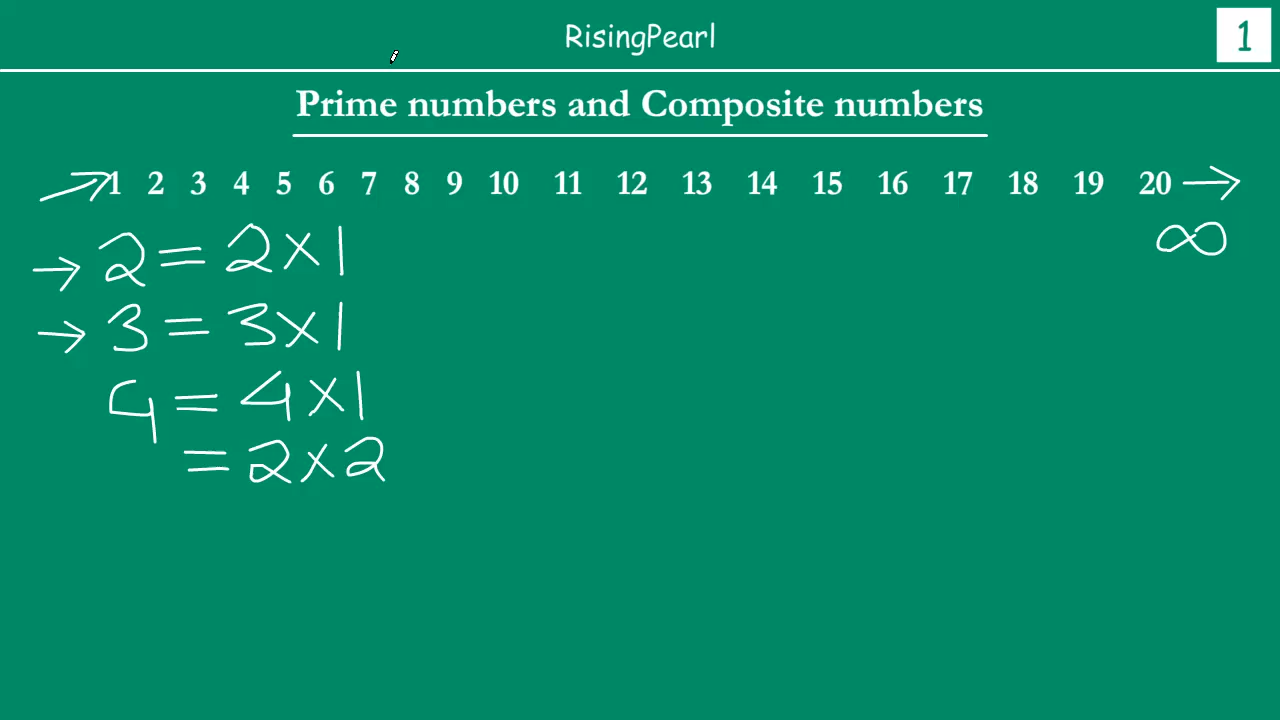 RisingPearl
1
Prime numbers and Composite numbers
→ 1 2 3 4 5 6 7 8 9 10 11 12 13 14 15 16 17 18 19 20 →
∞
→ 2 = 2 × 1
→ 3 = 3 × 1
4 = 4 × 1
= 2 × 2